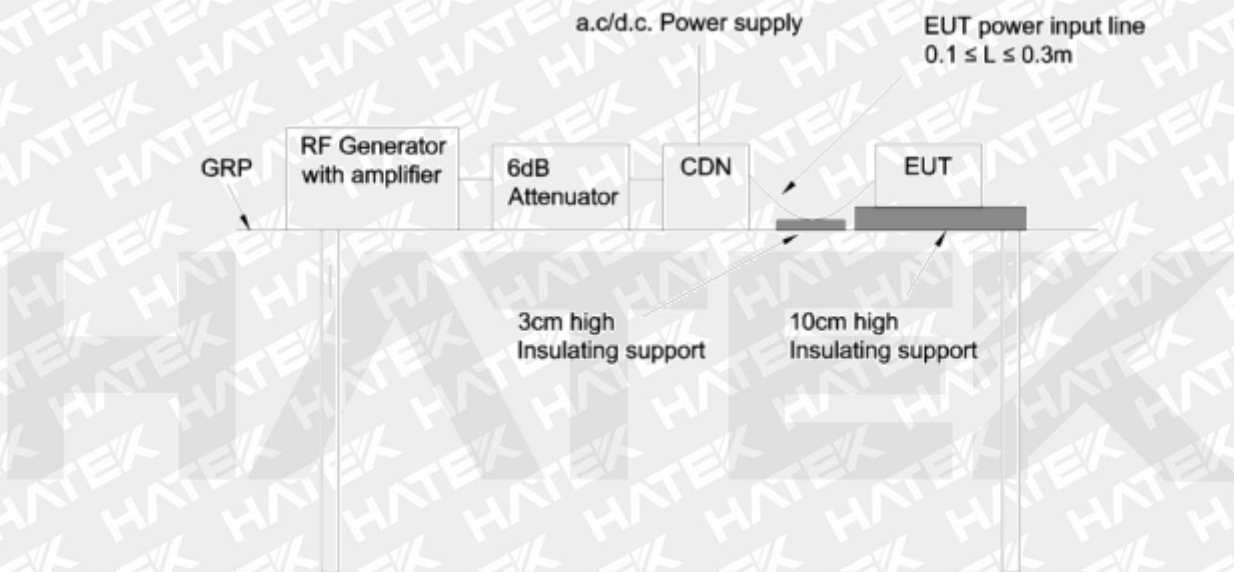 a.c/d.c. Power supply
EUT power input line
0.1 ≤ L ≤ 0.3m
GRP
RF Generator
with amplifier
6dB
Attenuator
CDN
EUT
3cm high
Insulating support
10cm high
Insulating support
HATEK